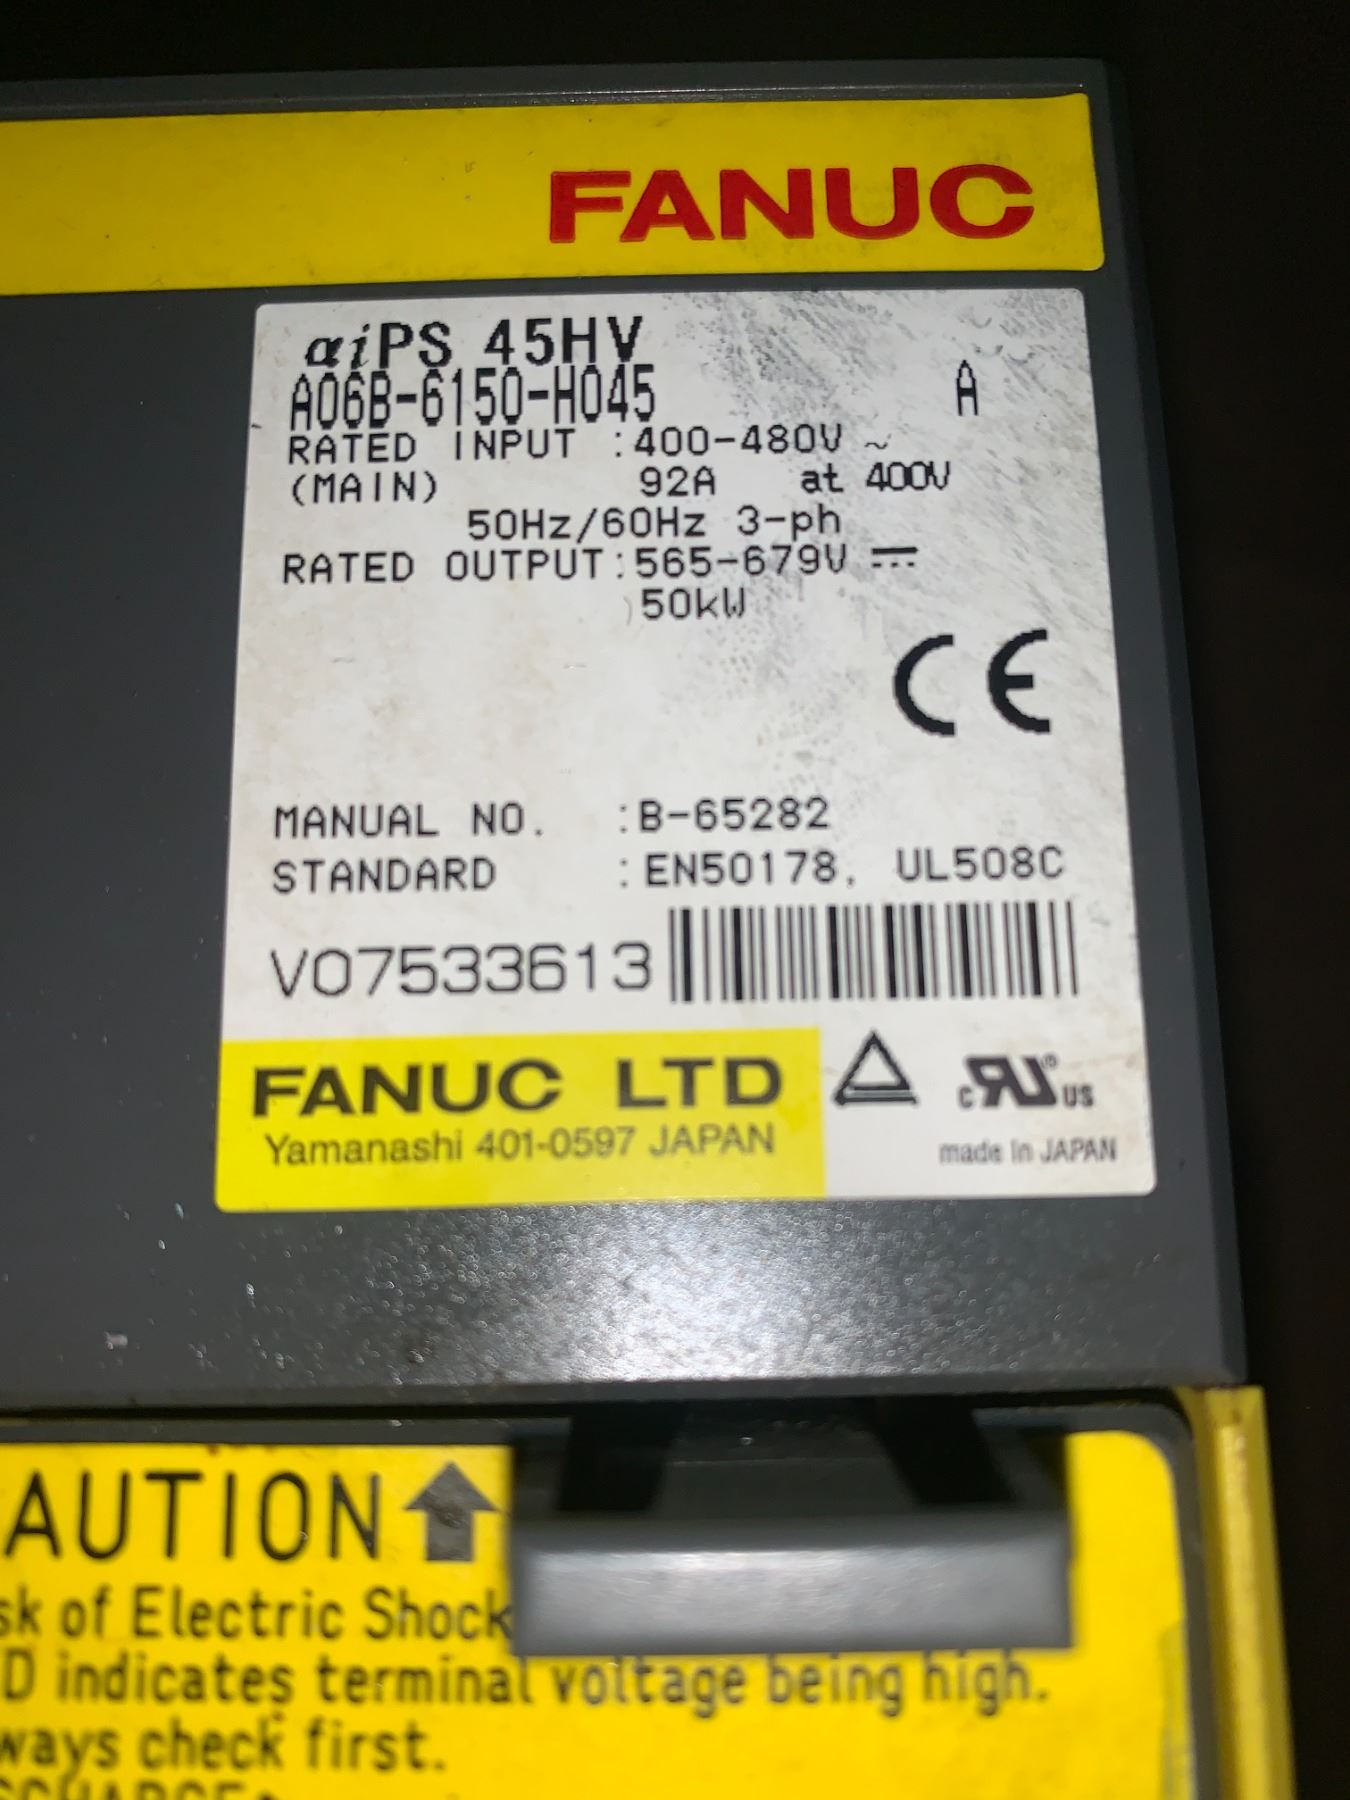 FANUC
αiPS 45HV
A06B-6150-H045 A
RATED INPUT :400-480V ~
(MAIN) 92A at 400V
50Hz/60Hz 3-ph
RATED OUTPUT:565-679V ⎓
50kW
CE
MANUAL NO. :B-65282
STANDARD :EN50178, UL508C
V07533613
FANUC LTD
Yamanashi 401-0597 JAPAN
c RU ® US
made in JAPAN
AUTION
sk of Electric Shock
D indicates terminal voltage being high.
ways check first.